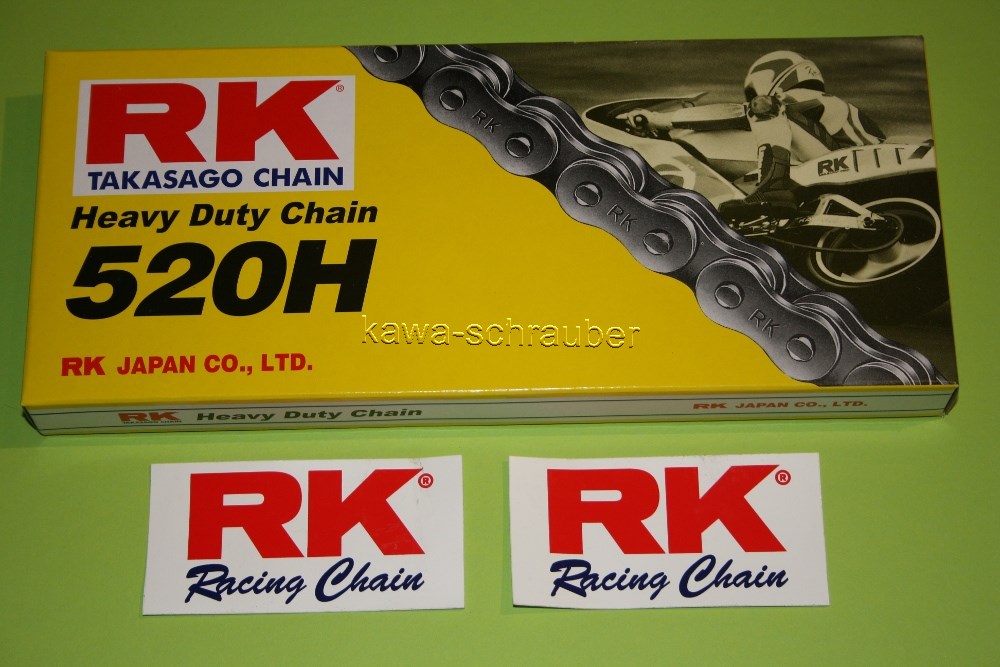 RK®
TAKASAGO CHAIN
Heavy Duty Chain
520H
RK JAPAN CO., LTD.
RK
RK
RK
RK
kawa-schrauber
RK Heavy Duty Chain
RK JAPAN CO., LTD.
RK®
Racing Chain
RK®
Racing Chain